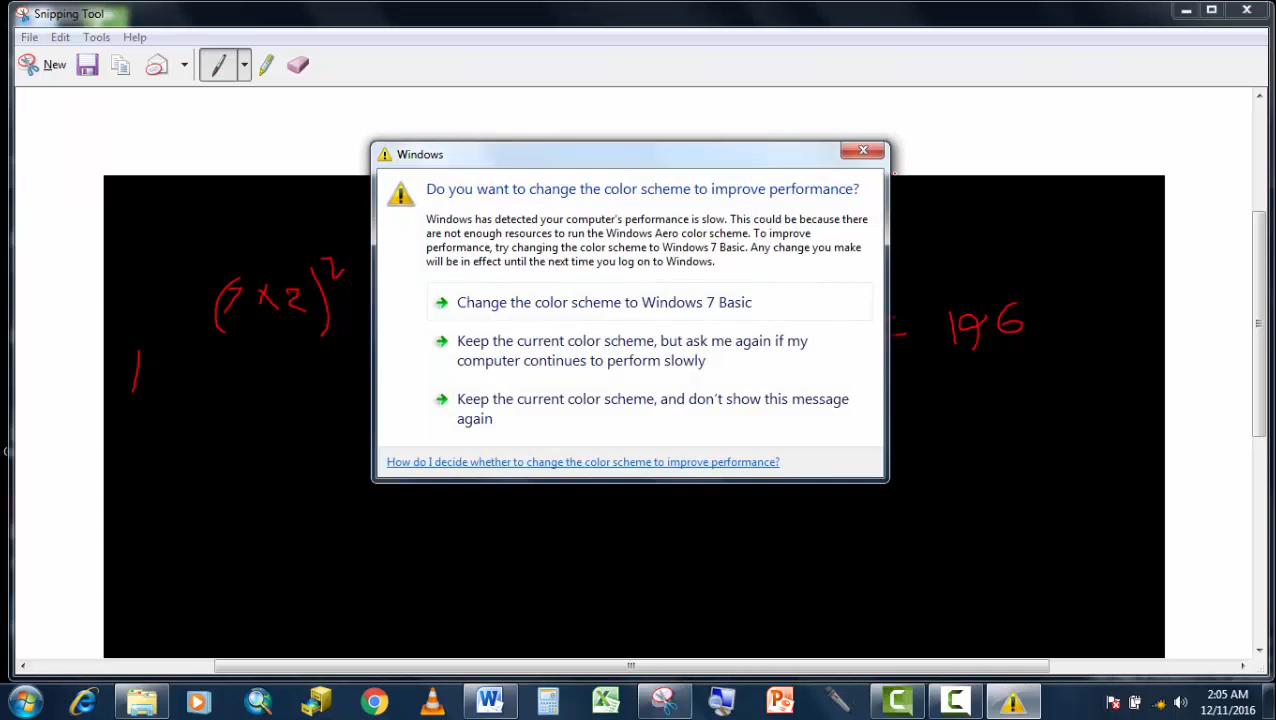 Snipping Tool
File Edit Tools Help
New
Windows
Do you want to change the color scheme to improve performance?
Windows has detected your computer's performance is slow. This could be because there
are not enough resources to run the Windows Aero color scheme. To improve
performance, try changing the color scheme to Windows 7 Basic. Any change you make
will be in effect until the next time you log on to Windows.
Change the color scheme to Windows 7 Basic
Keep the current color scheme, but ask me again if my
computer continues to perform slowly
Keep the current color scheme, and don't show this message
again
How do I decide whether to change the color scheme to improve performance?
(7 × 2)²
= 196
1
2:05 AM
12/11/2016